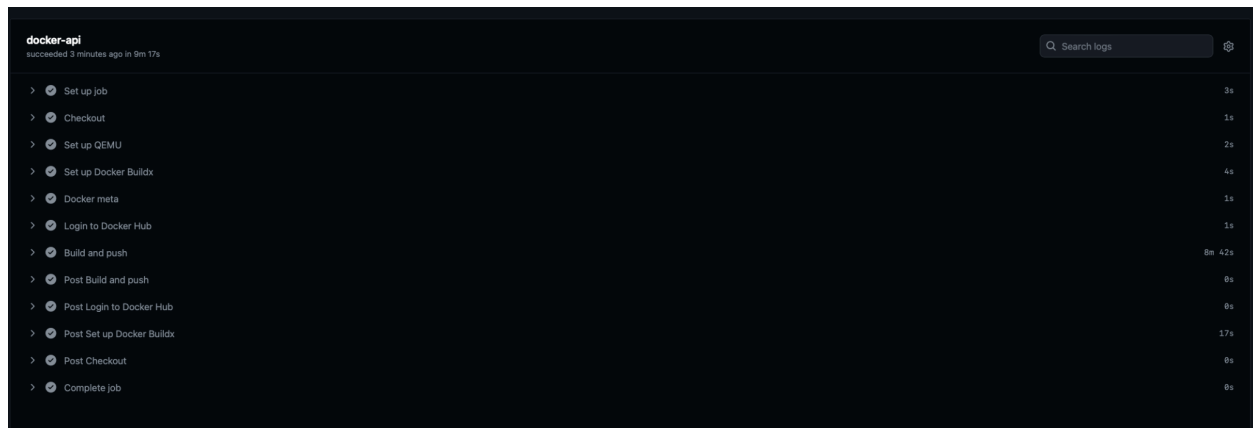 docker-api
succeeded 3 minutes ago in 9m 17s
Search logs
Set up job 3s
Checkout 1s
Set up QEMU 2s
Set up Docker Buildx 4s
Docker meta 1s
Login to Docker Hub 1s
Build and push 8m 42s
Post Build and push 0s
Post Login to Docker Hub 0s
Post Set up Docker Buildx 17s
Post Checkout 0s
Complete job 0s